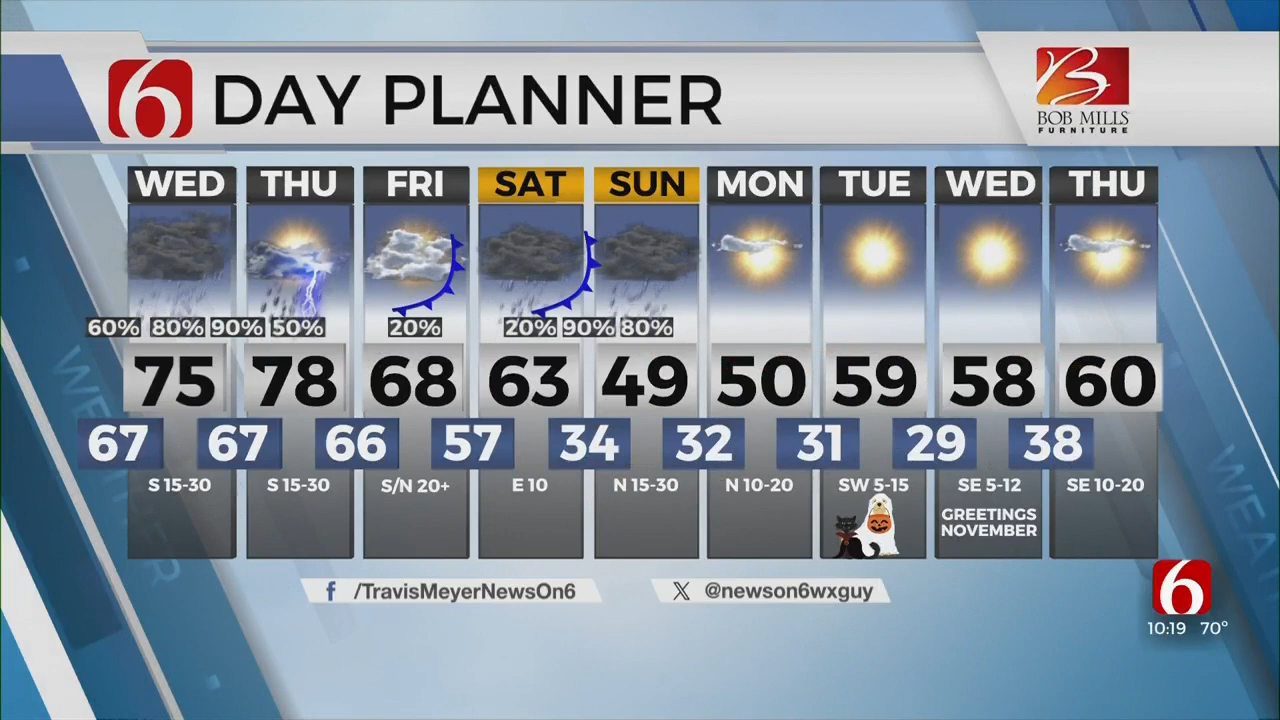 6 DAY PLANNER
BOB MILLS
FURNITURE
WED THU FRI SAT SUN MON TUE WED THU
60% 80% 90% 50% 20% 20% 90% 80%
75 78 68 63 49 50 59 58 60
67 67 66 57 34 32 31 29 38
S 15-30 S 15-30 S/N 20+ E 10 N 15-30 N 10-20 SW 5-15 SE 5-12 SE 10-20
GREETINGS
NOVEMBER
f /TravisMeyerNewsOn6 X @newson6wxguy
6
10:19 70°